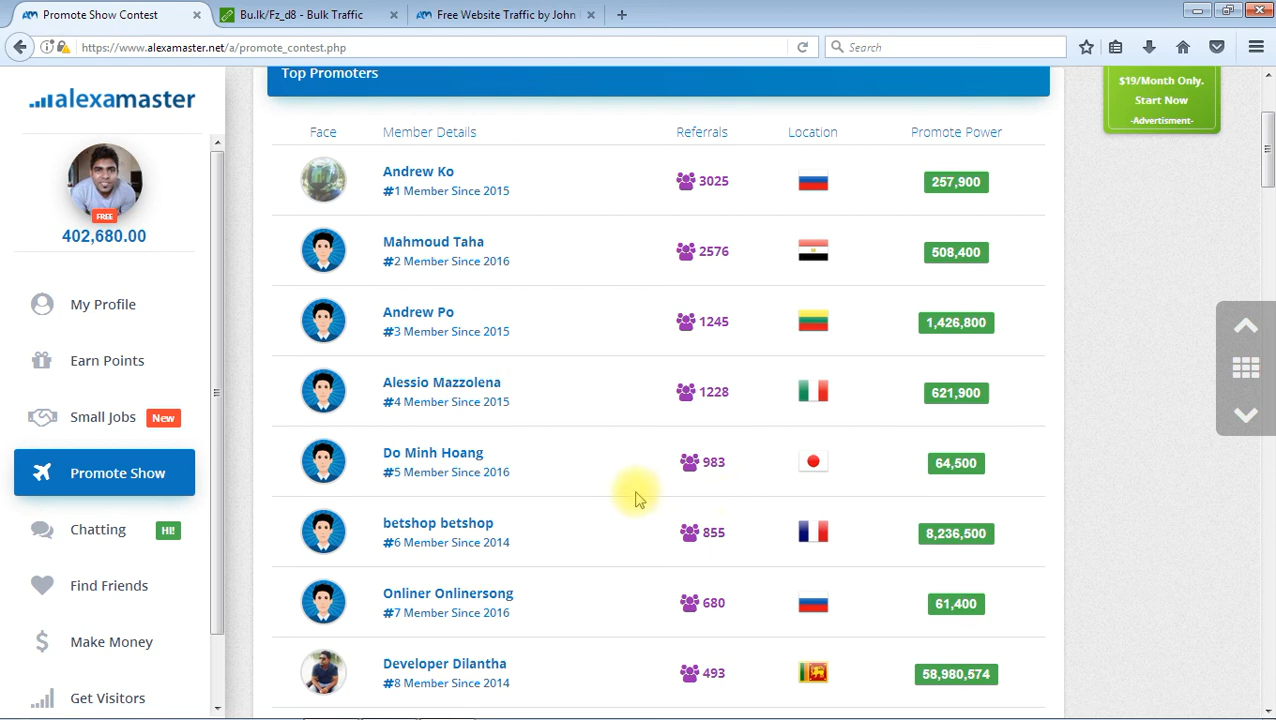 Promote Show Contest
Bu.lk/Fz_d8 - Bulk Traffic
Free Website Traffic by John
https://www.alexamaster.net/a/promote_contest.php
Search
alexamaster
FREE
402,680.00
My Profile
Earn Points
Small Jobs New
Promote Show
Chatting HI!
Find Friends
Make Money
Get Visitors
Top Promoters
Face Member Details Referrals Location Promote Power
Andrew Ko
#1 Member Since 2015
3025
257,900
Mahmoud Taha
#2 Member Since 2016
2576
508,400
Andrew Po
#3 Member Since 2015
1245
1,426,800
Alessio Mazzolena
#4 Member Since 2015
1228
621,900
Do Minh Hoang
#5 Member Since 2016
983
64,500
betshop betshop
#6 Member Since 2014
855
8,236,500
Onliner Onlinersong
#7 Member Since 2016
680
61,400
Developer Dilantha
#8 Member Since 2014
493
58,980,574
$19/Month Only.
Start Now
-Advertisment-